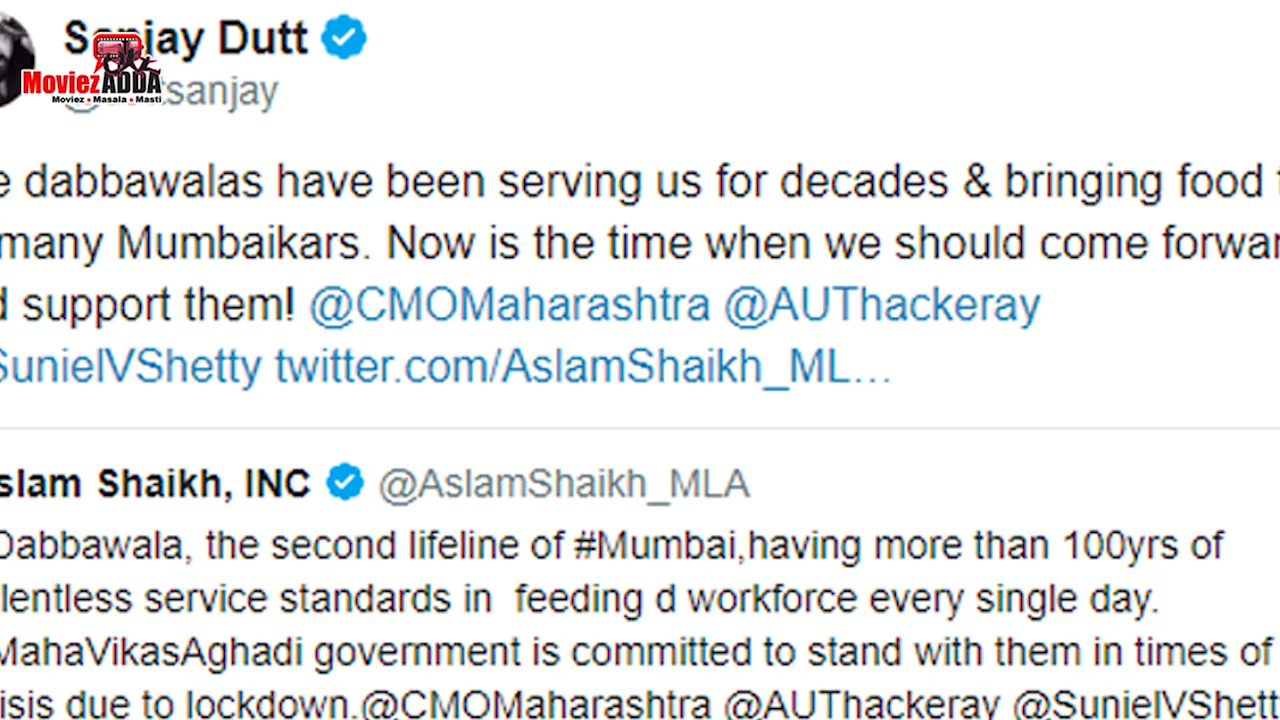 Sanjay Dutt
MoviezADDA
Moviez • Masala • Masti
sanjay
dabbawalas have been serving us for decades & bringing food
many Mumbaikars. Now is the time when we should come forwar
support them! @CMOMaharashtra @AUThackeray
SunielVShetty twitter.com/AslamShaikh_ML...
slam Shaikh, INC @AslamShaikh_MLA
Dabbawala, the second lifeline of #Mumbai,having more than 100yrs of
lentless service standards in feeding d workforce every single day.
MahaVikasAghadi government is committed to stand with them in times of
isis due to lockdown.@CMOMaharashtra @AUThackeray @SunielVShett